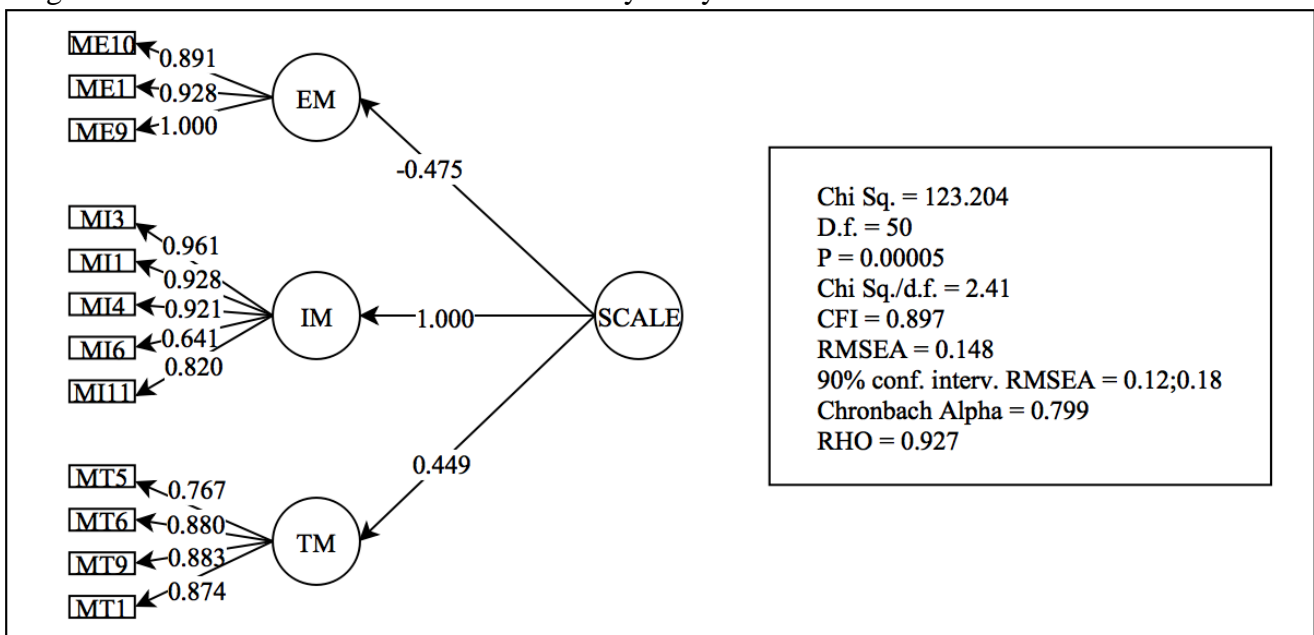 ME10
0.891
ME1
0.928
ME9
1.000
EM
-0.475
MI3
0.961
MI1
0.928
MI4
0.921
MI6
0.641
MI11
0.820
IM
1.000
SCALE
MT5
0.767
MT6
0.880
MT9
0.883
MT1
0.874
TM
0.449
Chi Sq. = 123.204
D.f. = 50
P = 0.00005
Chi Sq./d.f. = 2.41
CFI = 0.897
RMSEA = 0.148
90% conf. interv. RMSEA = 0.12;0.18
Chronbach Alpha = 0.799
RHO = 0.927